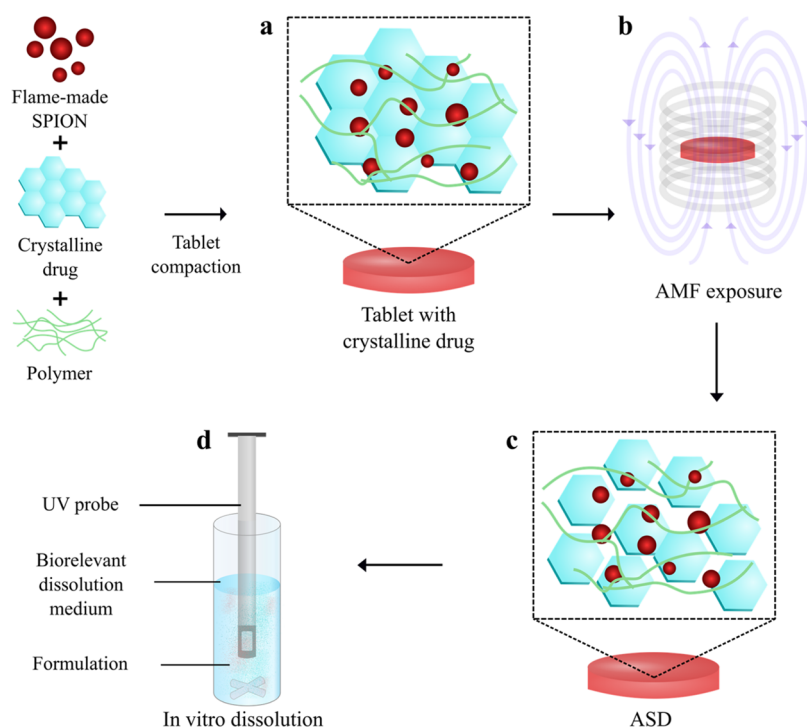 Flame-made
SPION
+
Crystalline
drug
+
Polymer
Tablet
compaction
a
Tablet with
crystalline drug
b
AMF exposure
c
ASD
d
UV probe
Biorelevant
dissolution
medium
Formulation
In vitro dissolution